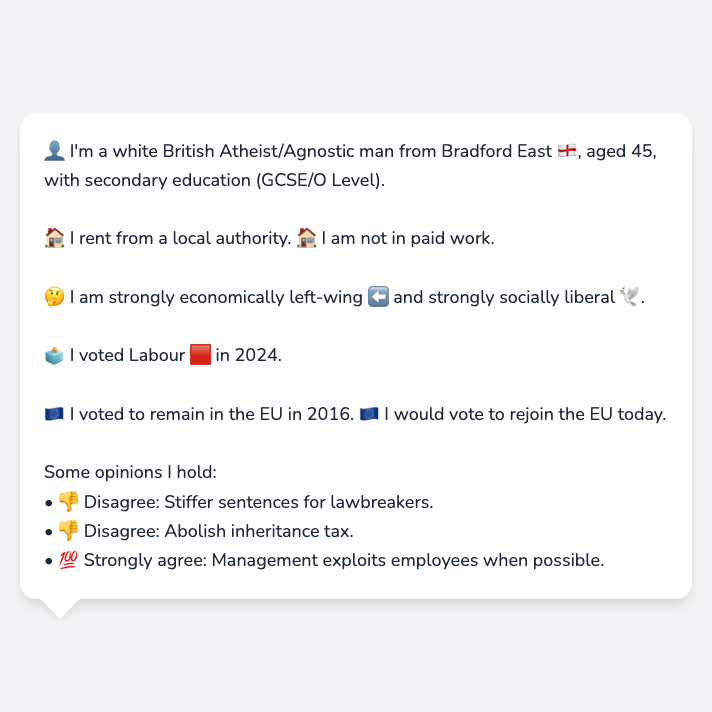 👤 I'm a white British Atheist/Agnostic man from Bradford East 🏴󠁧󠁢󠁥󠁮󠁧󠁿, aged 45,
with secondary education (GCSE/O Level).
🏠 I rent from a local authority. 🏠 I am not in paid work.
🤔 I am strongly economically left-wing ⬅️ and strongly socially liberal 🕊️.
🗳️ I voted Labour 🟥 in 2024.
🇪🇺 I voted to remain in the EU in 2016. 🇪🇺 I would vote to rejoin the EU today.
Some opinions I hold:
• 👎 Disagree: Stiffer sentences for lawbreakers.
• 👎 Disagree: Abolish inheritance tax.
• 💯 Strongly agree: Management exploits employees when possible.